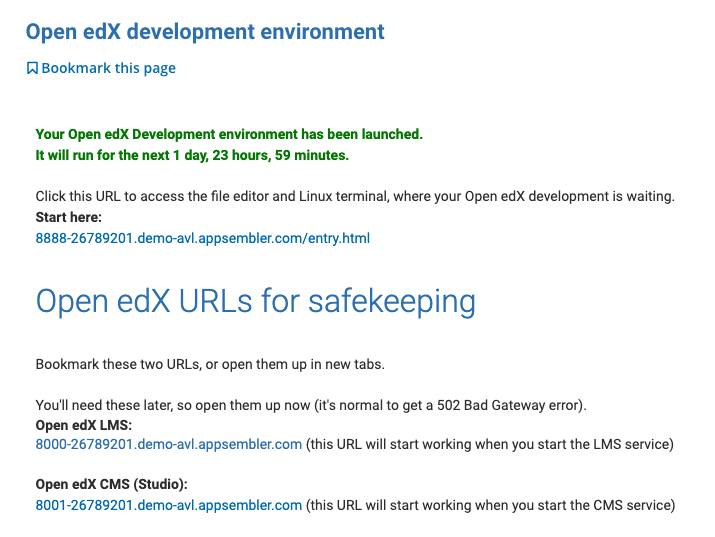 Open edX development environment
Bookmark this page
Your Open edX Development environment has been launched.
It will run for the next 1 day, 23 hours, 59 minutes.
Click this URL to access the file editor and Linux terminal, where your Open edX development is waiting.
Start here:
8888-26789201.demo-avl.appsembler.com/entry.html
Open edX URLs for safekeeping
Bookmark these two URLs, or open them up in new tabs.
You'll need these later, so open them up now (it's normal to get a 502 Bad Gateway error).
Open edX LMS:
8000-26789201.demo-avl.appsembler.com (this URL will start working when you start the LMS service)
Open edX CMS (Studio):
8001-26789201.demo-avl.appsembler.com (this URL will start working when you start the CMS service)